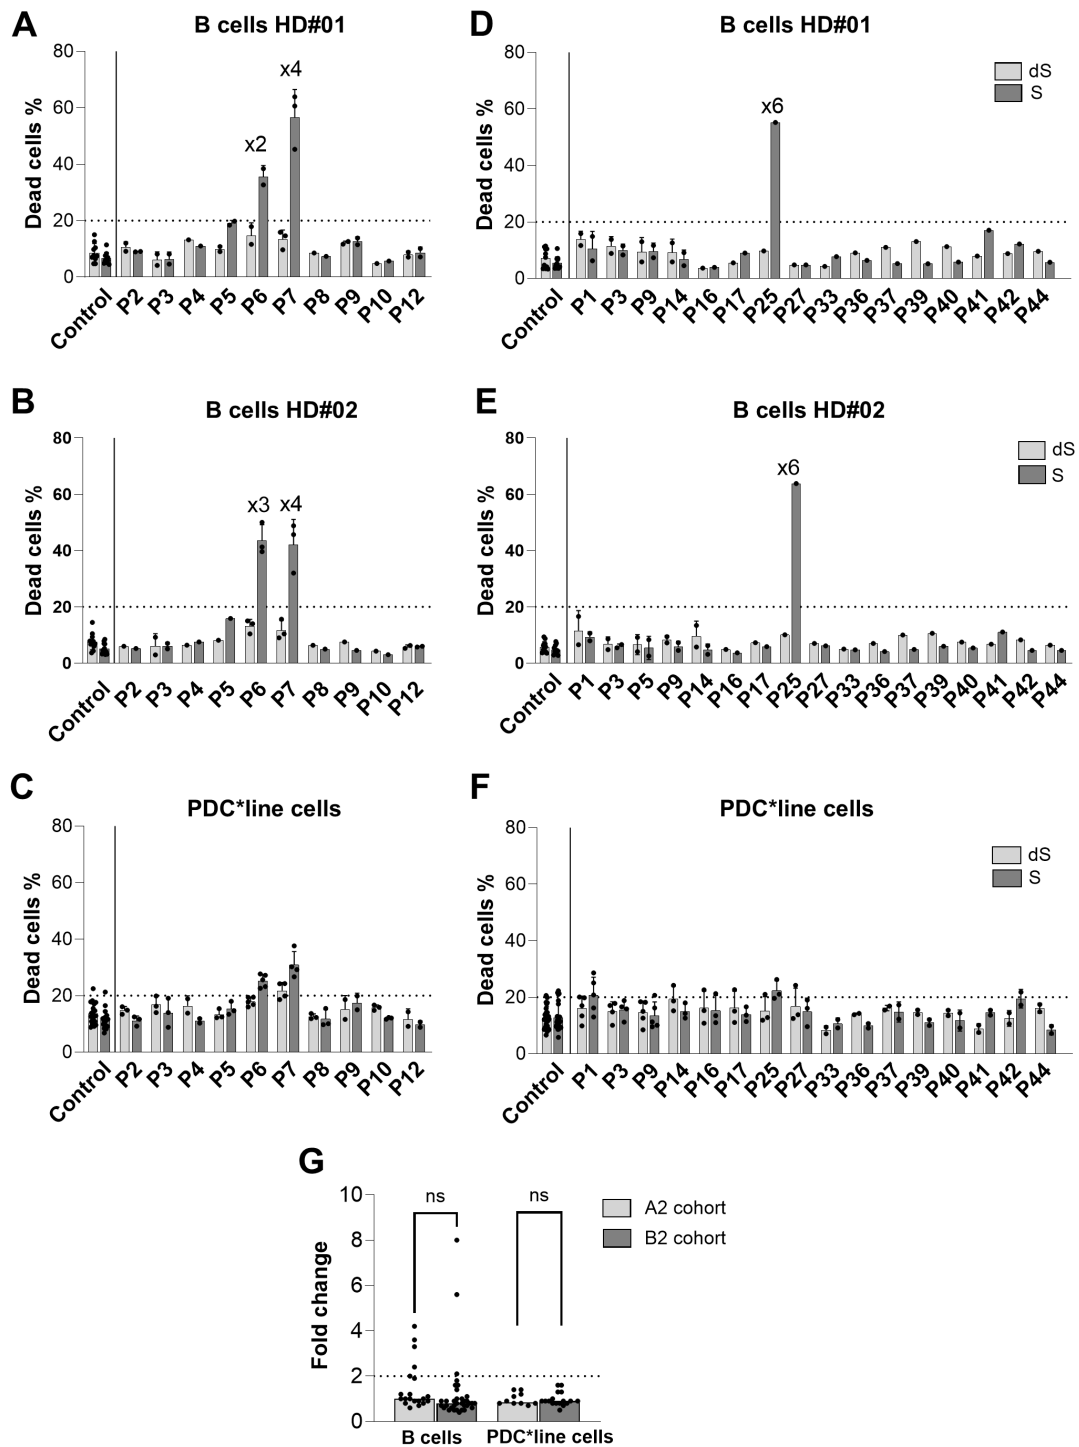 A
B cells HD#01
Dead cells %
80
60
40
20
0
x2
x4
Control
P2
P3
P4
P5
P6
P7
P8
P9
P10
P12
D
B cells HD#01
Dead cells %
80
60
40
20
0
x6
dS
S
Control
P1
P3
P9
P14
P16
P17
P25
P27
P33
P36
P37
P39
P40
P41
P42
P44
B
B cells HD#02
Dead cells %
80
60
40
20
0
x3
x4
Control
P2
P3
P4
P5
P6
P7
P8
P9
P10
P12
E
B cells HD#02
Dead cells %
80
60
40
20
0
x6
dS
S
Control
P1
P3
P5
P9
P14
P16
P17
P25
P27
P33
P36
P37
P39
P40
P41
P42
P44
C
PDC*line cells
Dead cells %
80
60
40
20
0
Control
P2
P3
P4
P5
P6
P7
P8
P9
P10
P12
F
PDC*line cells
Dead cells %
80
60
40
20
0
dS
S
Control
P1
P3
P9
P14
P16
P17
P25
P27
P33
P36
P37
P39
P40
P41
P42
P44
G
Fold change
10
8
6
4
2
0
ns
ns
A2 cohort
B2 cohort
B cells
PDC*line cells